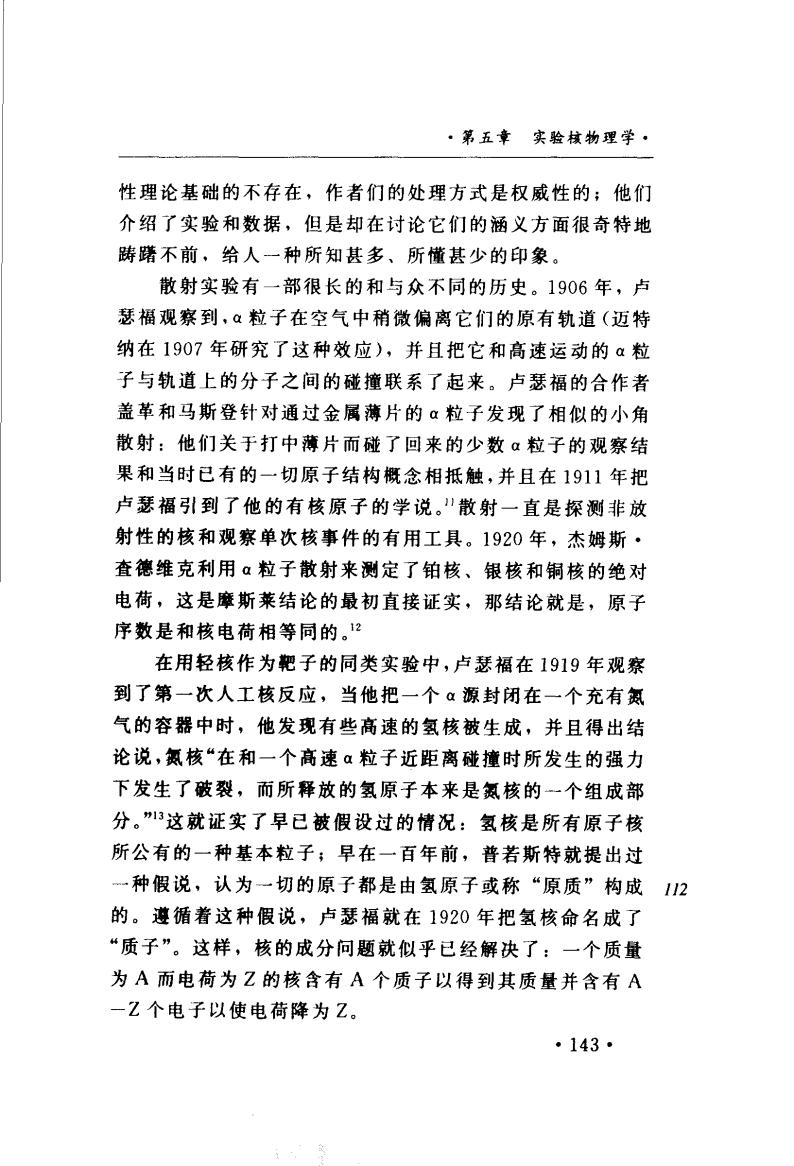 ·第五章 实验核物理学·
性理论基础的不存在，作者们的处理方式是权威性的；他们
介绍了实验和数据，但是却在讨论它们的涵义方面很奇特地
踌躇不前，给人一种所知甚多、所懂甚少的印象。
散射实验有一部很长的和与众不同的历史。1906 年，卢
瑟福观察到，α 粒子在空气中稍微偏离它们的原有轨道（迈特
纳在 1907 年研究了这种效应），并且把它和高速运动的 α 粒
子与轨道上的分子之间的碰撞联系了起来。卢瑟福的合作者
盖革和马斯登针对通过金属薄片的 α 粒子发现了相似的小角
散射；他们关于打中薄片而碰了回来的少数 α 粒子的观察结
果和当时已有的一切原子结构概念相抵触，并且在 1911 年把
卢瑟福引到了他的有核原子的学说。¹¹散射一直是探测非放
射性的核和观察单次核事件的有用工具。1920 年，杰姆斯·
查德维克利用 α 粒子散射来测定了铂核、银核和铜核的绝对
电荷，这是摩斯莱结论的最初直接证实，那结论就是，原子
序数是和核电荷相等同的。¹²
在用轻核作为靶子的同类实验中，卢瑟福在 1919 年观察
到了第一次人工核反应，当他把一个 α 源封闭在一个充有氮
气的容器中时，他发现有些高速的氢核被生成，并且得出结
论说，氮核“在和一个高速 α 粒子近距离碰撞时所发生的强力
下发生了破裂，而所释放的氢原子本来是氮核的一个组成部
分。”¹³这就证实了早已被假设过的情况：氢核是所有原子核
所公有的一种基本粒子；早在一百年前，普若斯特就提出过
一种假说，认为一切的原子都是由氢原子或称“原质”构成
112
的。遵循着这种假说，卢瑟福就在 1920 年把氢核命名成了
“质子”。这样，核的成分问题就似乎已经解决了：一个质量
为 A 而电荷为 Z 的核含有 A 个质子以得到其质量并含有 A
－Z 个电子以使电荷降为 Z。
·143·